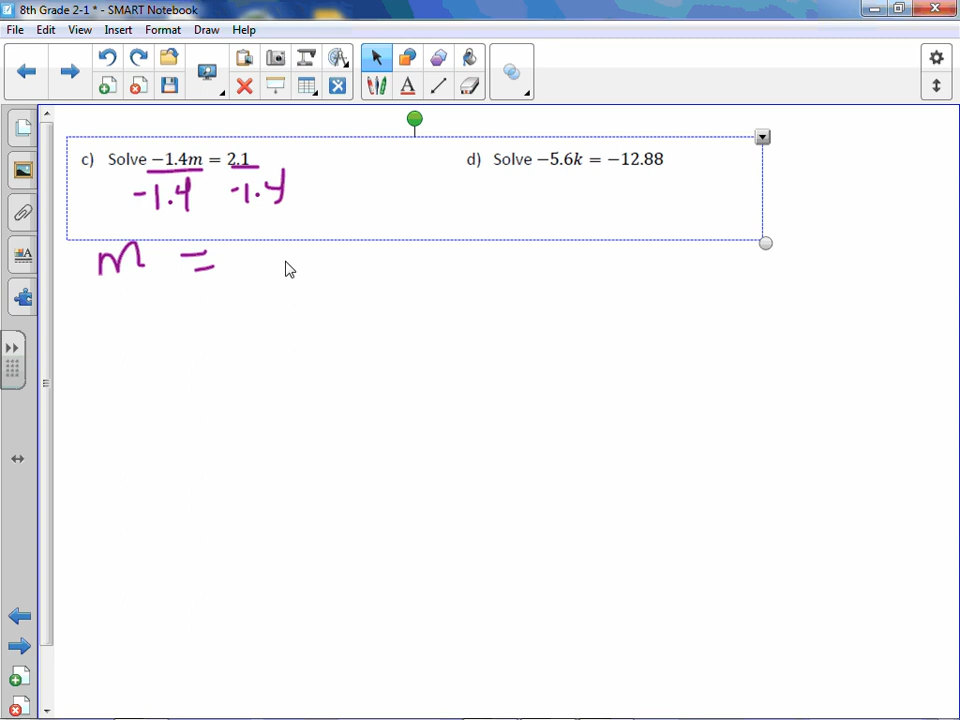 8th Grade 2-1 * - SMART Notebook
File Edit View Insert Format Draw Help
c) Solve −1.4m = 2.1
d) Solve −5.6k = −12.88
-1.4 -1.4
m =